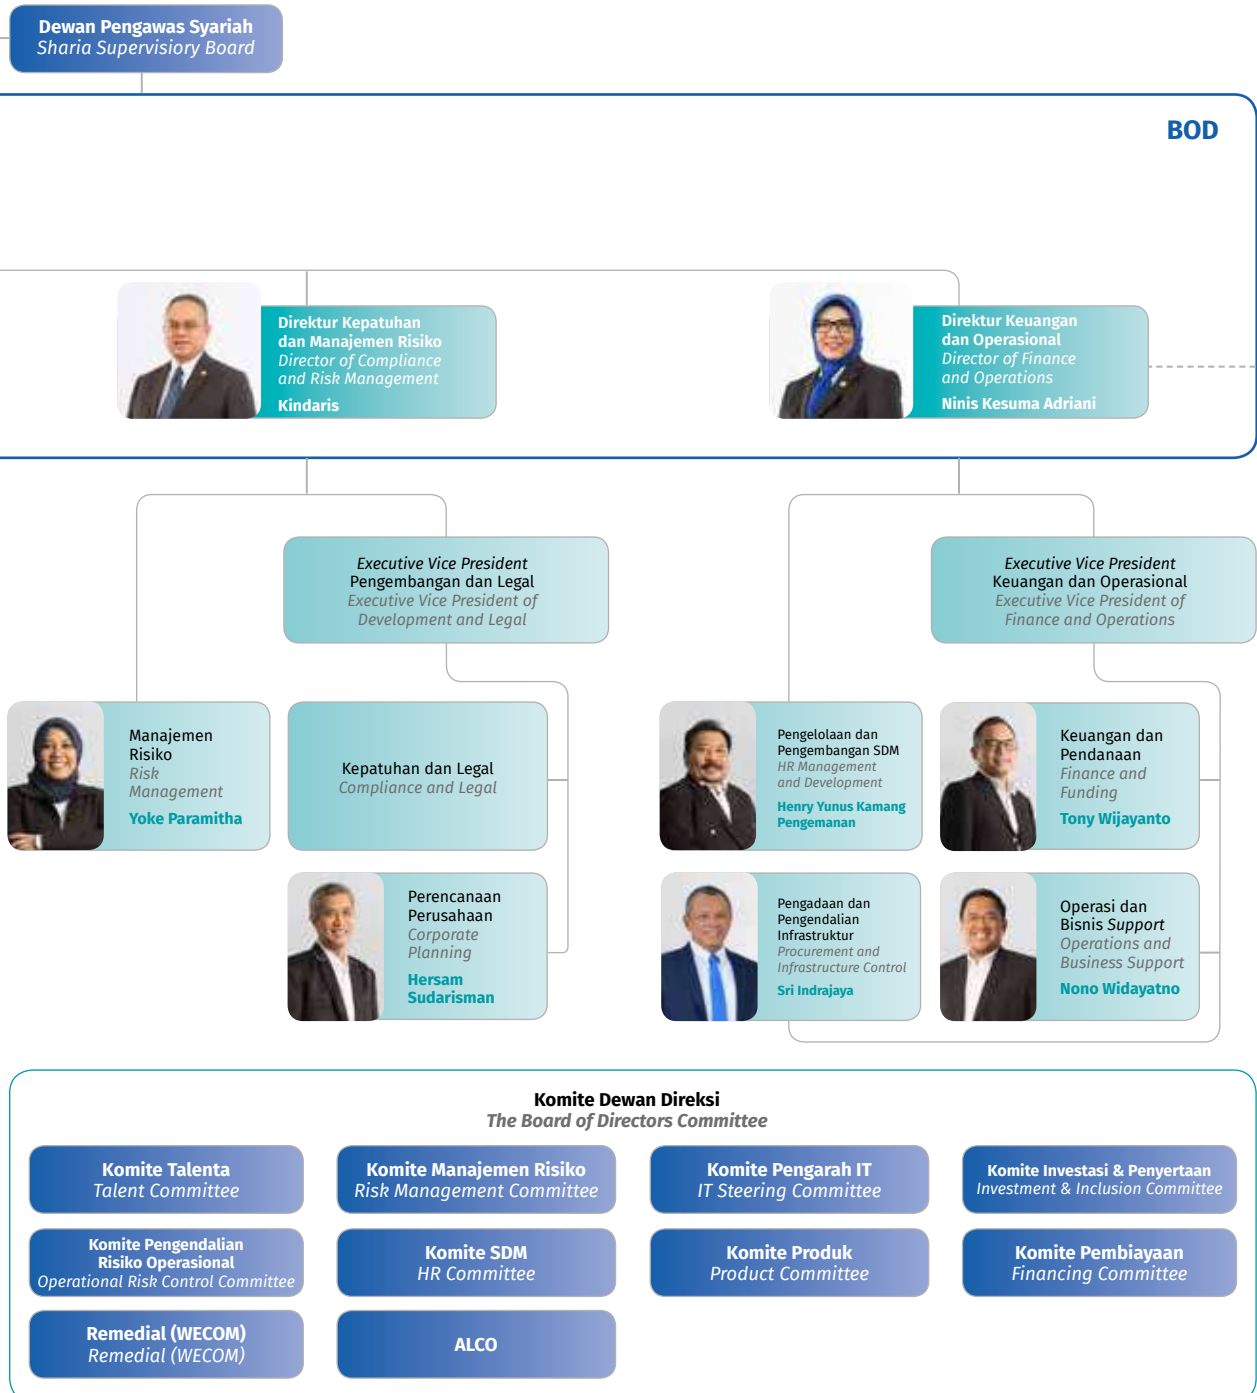 Dewan Pengawas Syariah
Sharia Supervisiory Board
BOD
Direktur Kepatuhan
dan Manajemen Risiko
Director of Compliance
and Risk Management
Kindaris
Direktur Keuangan
dan Operasional
Director of Finance
and Operations
Ninis Kesuma Adriani
Executive Vice President
Pengembangan dan Legal
Executive Vice President of
Development and Legal
Executive Vice President
Keuangan dan Operasional
Executive Vice President of
Finance and Operations
Manajemen
Risiko
Risk
Management
Yoke Paramitha
Kepatuhan dan Legal
Compliance and Legal
Pengelolaan dan
Pengembangan SDM
HR Management
and Development
Henry Yunus Kamang
Pengemanan
Keuangan dan
Pendanaan
Finance and
Funding
Tony Wijayanto
Perencanaan
Perusahaan
Corporate
Planning
Hersam
Sudarisman
Pengadaan dan
Pengendalian
Infrastruktur
Procurement and
Infrastructure Control
Sri Indrajaya
Operasi dan
Bisnis Support
Operations and
Business Support
Nono Widayatno
Komite Dewan Direksi
The Board of Directors Committee
Komite Talenta
Talent Committee
Komite Manajemen Risiko
Risk Management Committee
Komite Pengarah IT
IT Steering Committee
Komite Investasi & Penyertaan
Investment & Inclusion Committee
Komite Pengendalian
Risiko Operasional
Operational Risk Control Committee
Komite SDM
HR Committee
Komite Produk
Product Committee
Komite Pembiayaan
Financing Committee
Remedial (WECOM)
Remedial (WECOM)
ALCO